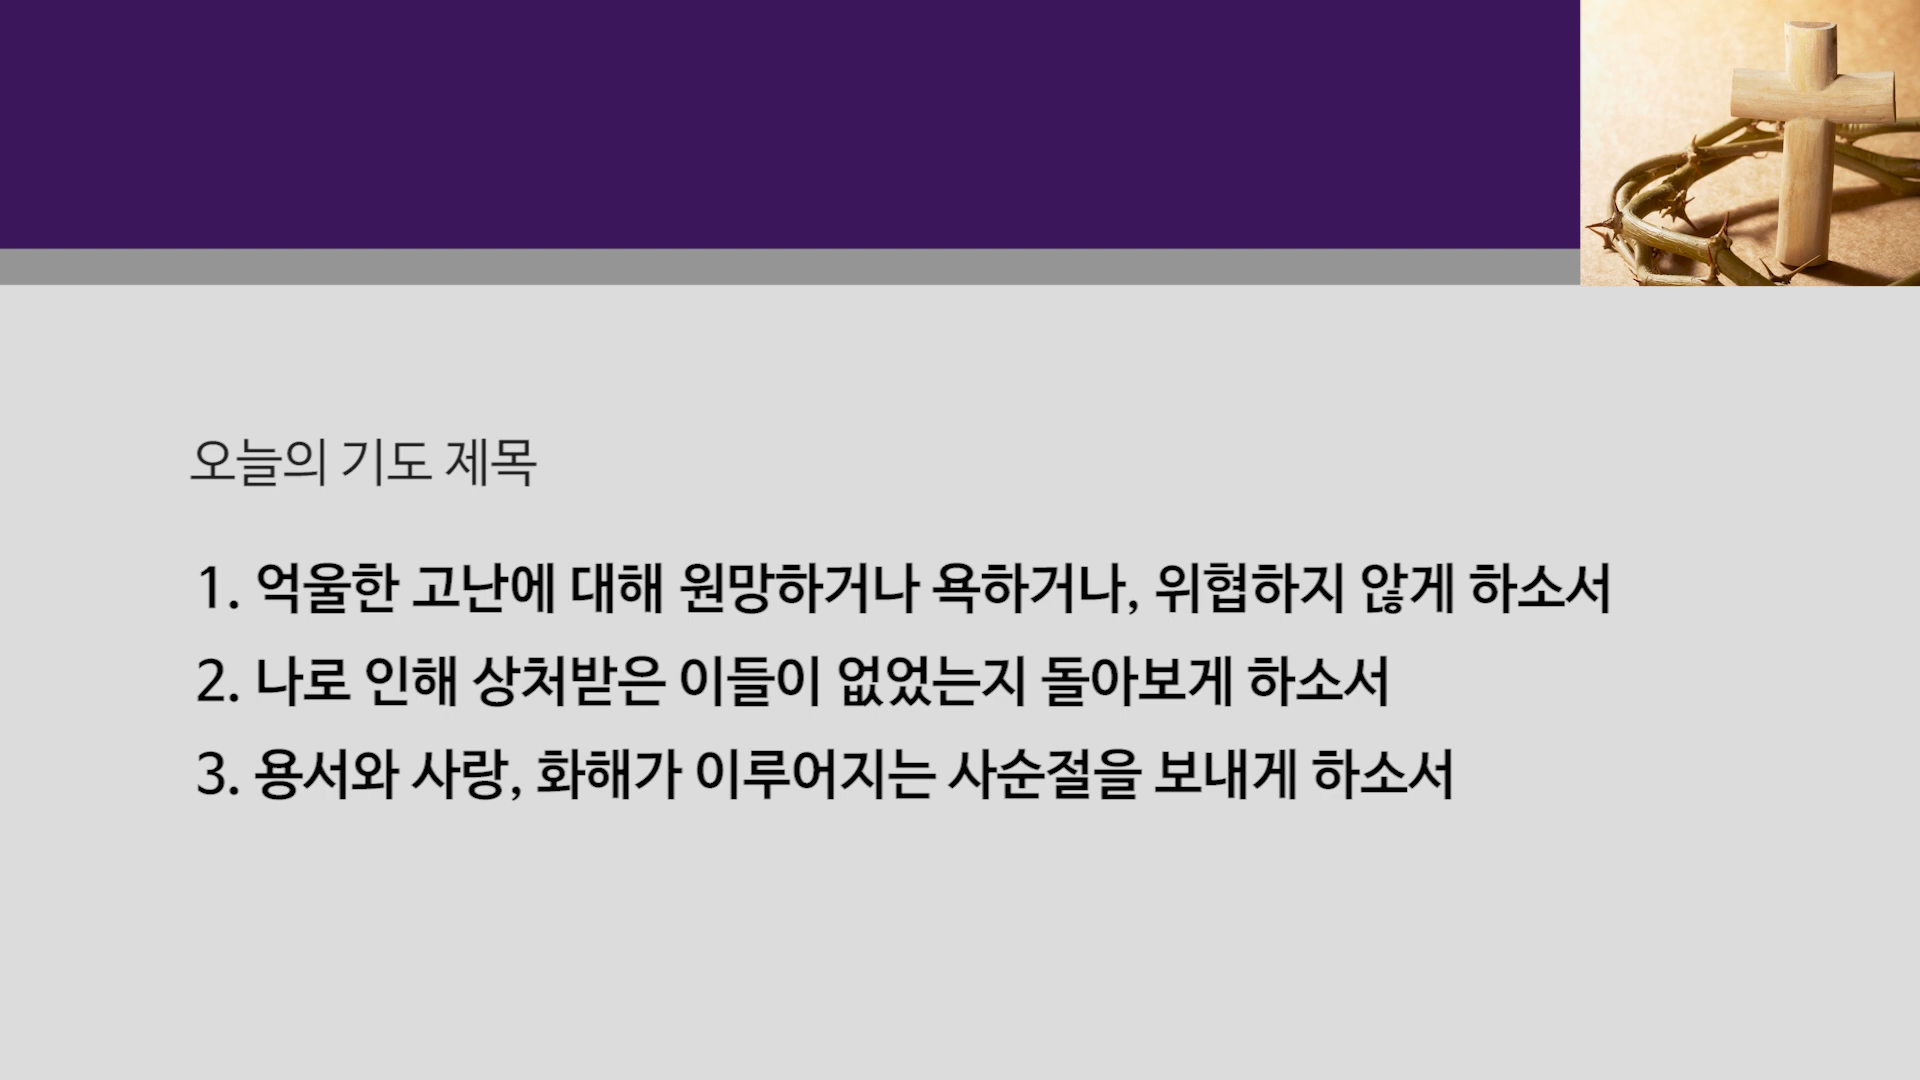 오늘의 기도 제목
1. 억울한 고난에 대해 원망하거나 욕하거나, 위협하지 않게 하소서
2. 나로 인해 상처받은 이들이 없었는지 돌아보게 하소서
3. 용서와 사랑, 화해가 이루어지는 사순절을 보내게 하소서